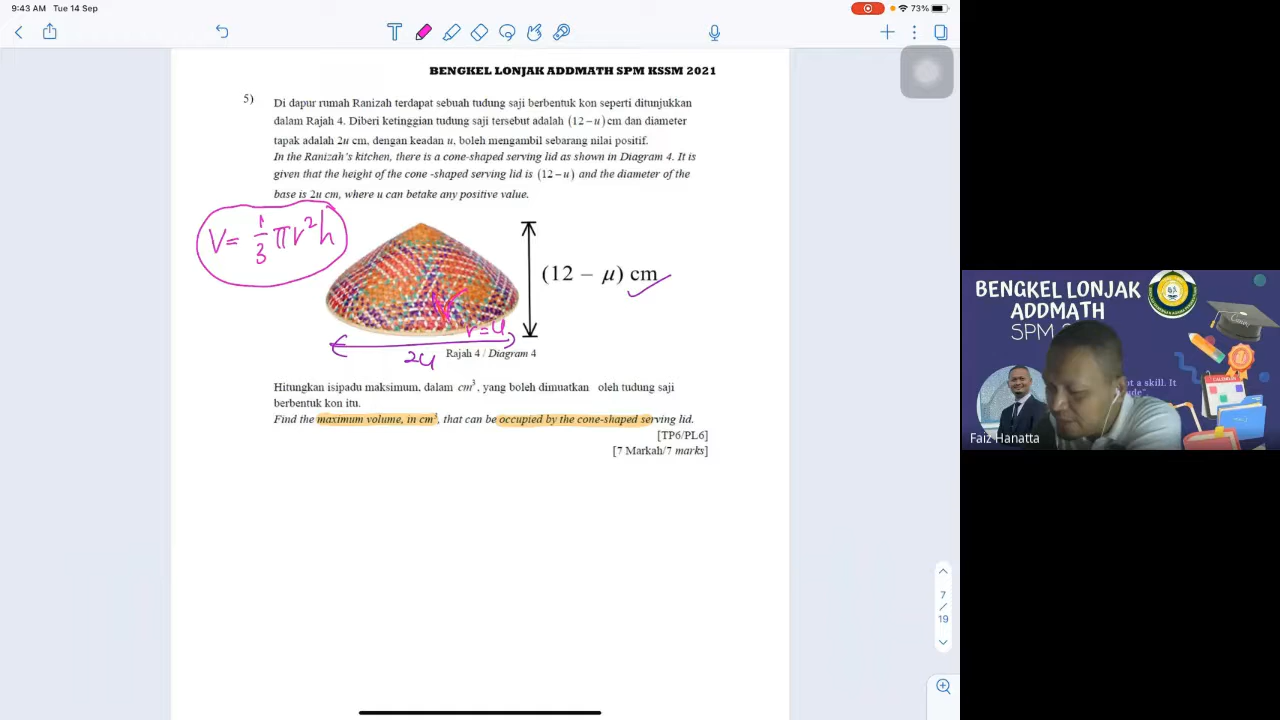 9:43 AM Tue 14 Sep
73%
BENGKEL LONJAK ADDMATH SPM KSSM 2021
5)
Di dapur rumah Ranizah terdapat sebuah tudung saji berbentuk kon seperti ditunjukkan
dalam Rajah 4. Diberi ketinggian tudung saji tersebut adalah (12 – u) cm dan diameter
tapak adalah 2u cm, dengan keadan u, boleh mengambil sebarang nilai positif.
In the Ranizah's kitchen, there is a cone-shaped serving lid as shown in Diagram 4. It is
given that the height of the cone -shaped serving lid is (12 – u) and the diameter of the
base is 2u cm, where u can betake any positive value.
V = 1/3 πr²h
(12 – μ) cm
r = u
2u
Rajah 4 / Diagram 4
Hitungkan isipadu maksimum, dalam cm³, yang boleh dimuatkan oleh tudung saji
berbentuk kon itu.
Find the maximum volume, in cm³, that can be occupied by the cone-shaped serving lid.
[TP6/PL6]
[7 Markah/7 marks]
7
/
19
BENGKEL LONJAK
ADDMATH
SPM
ot a skill. It
Faiz Hanatta